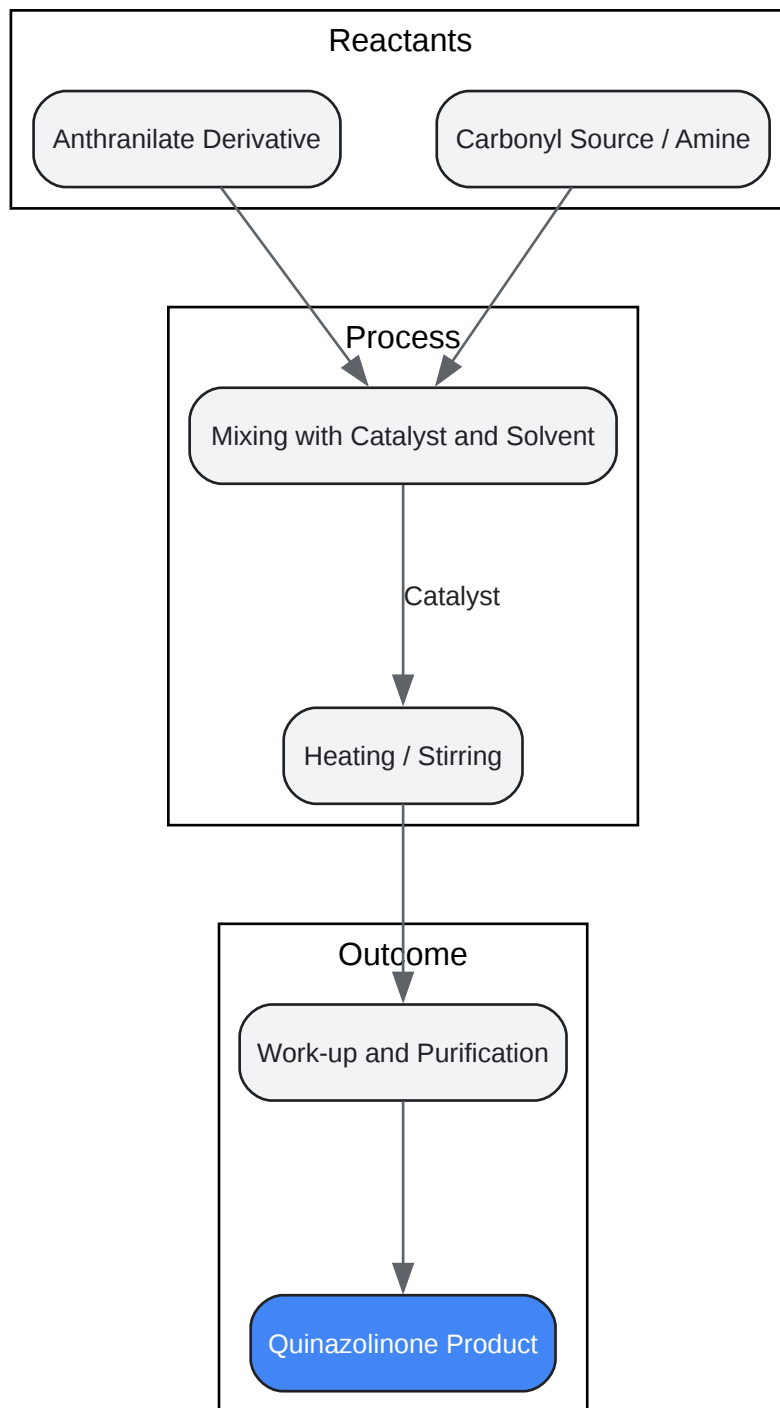 Reactants
Anthranilate Derivative
Carbonyl Source / Amine
Process
Mixing with Catalyst and Solvent
Catalyst
Heating / Stirring
Outcome
Work-up and Purification
Quinazolinone Product